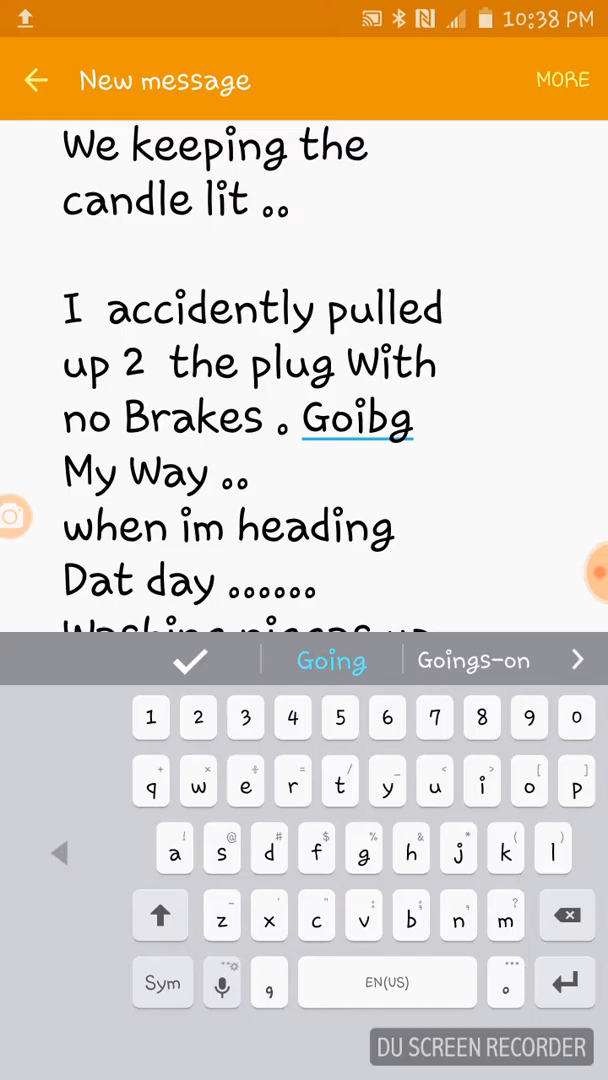 10:38 PM
New message
MORE
We keeping the
candle lit ..
I accidently pulled
up 2 the plug With
no Brakes . Goibg
My Way ..
when im heading
Dat day ......
Going
Goings-on
1 2 3 4 5 6 7 8 9 0
q w e r t y u i o p
a s d f g h j k l
z x c v b n m
Sym , EN(US) .
DU SCREEN RECORDER